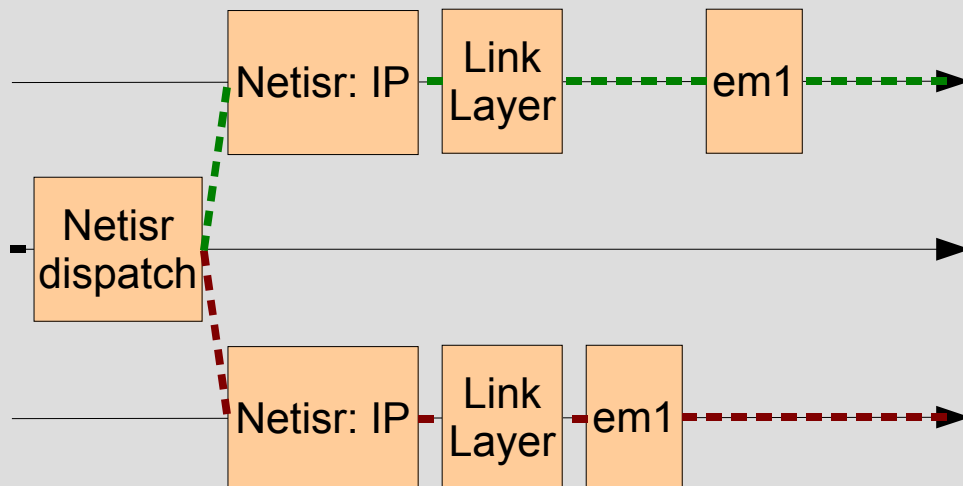 Netisr: IP
Link
Layer
em1
Netisr
dispatch
Netisr: IP
Link
Layer
em1